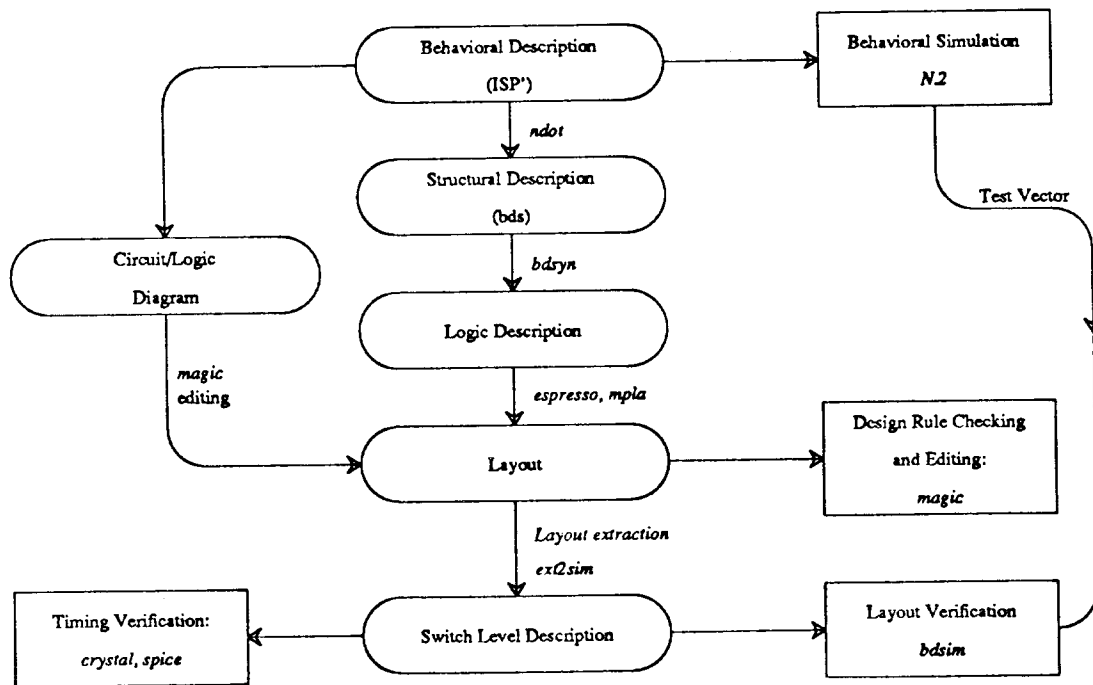 Behavioral Description
(ISP')
Behavioral Simulation
N.2
ndot
Structural Description
(bds)
Test Vector
Circuit/Logic
Diagram
bdsyn
Logic Description
magic
editing
espresso, mpla
Design Rule Checking
and Editing:
magic
Layout
Layout extraction
ext2sim
Timing Verification:
crystal, spice
Switch Level Description
Layout Verification
bdsim